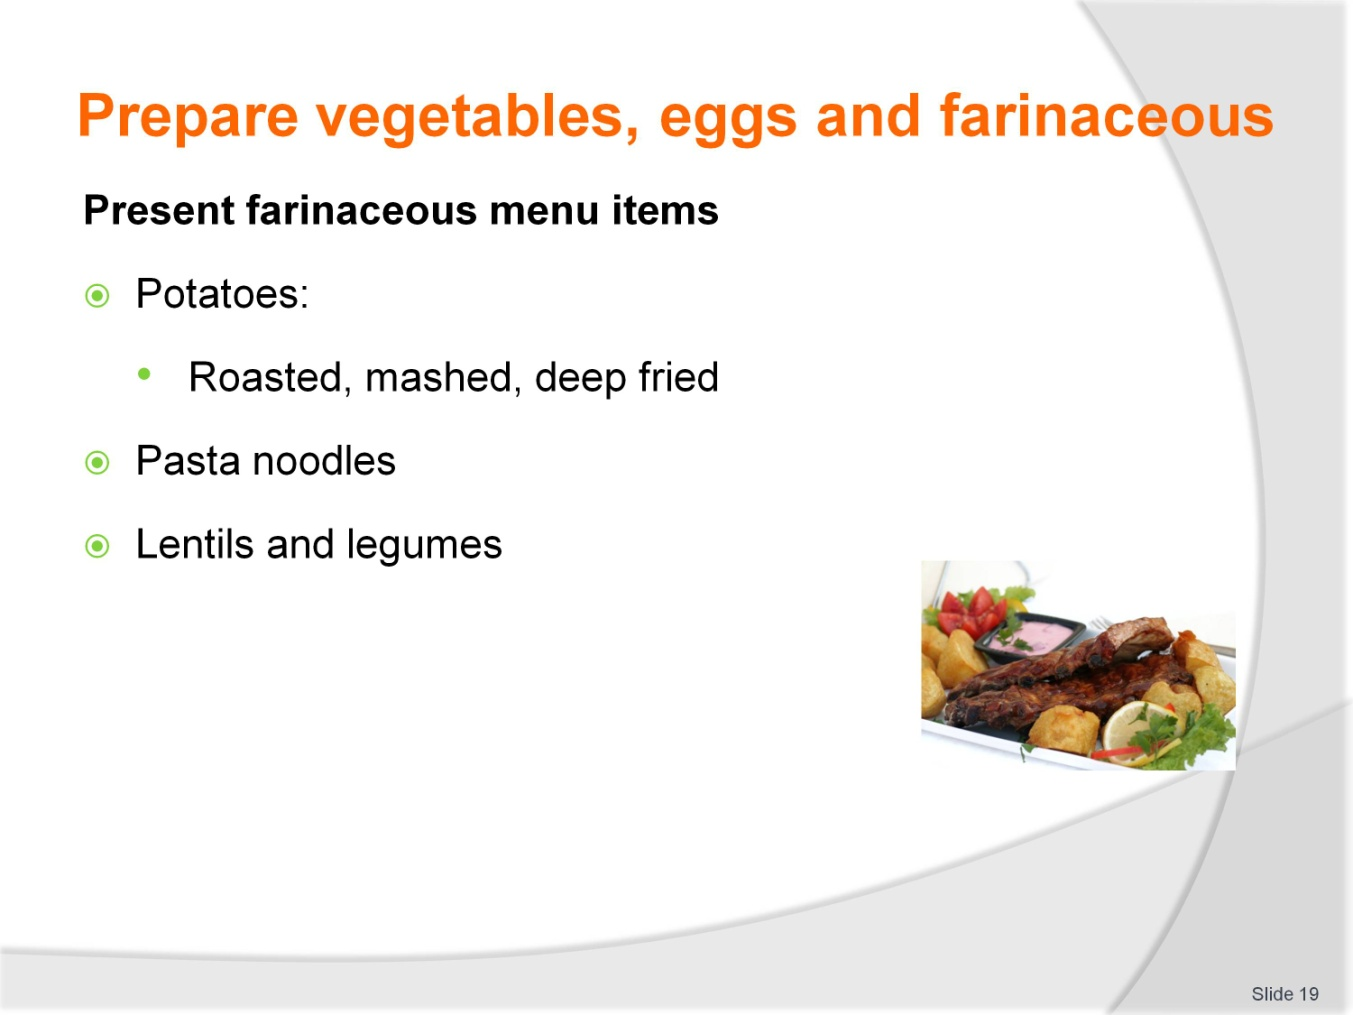 Prepare vegetables, eggs and farinaceous
Present farinaceous menu items
Potatoes:
Roasted, mashed, deep fried
Pasta noodles
Lentils and legumes
Slide 19